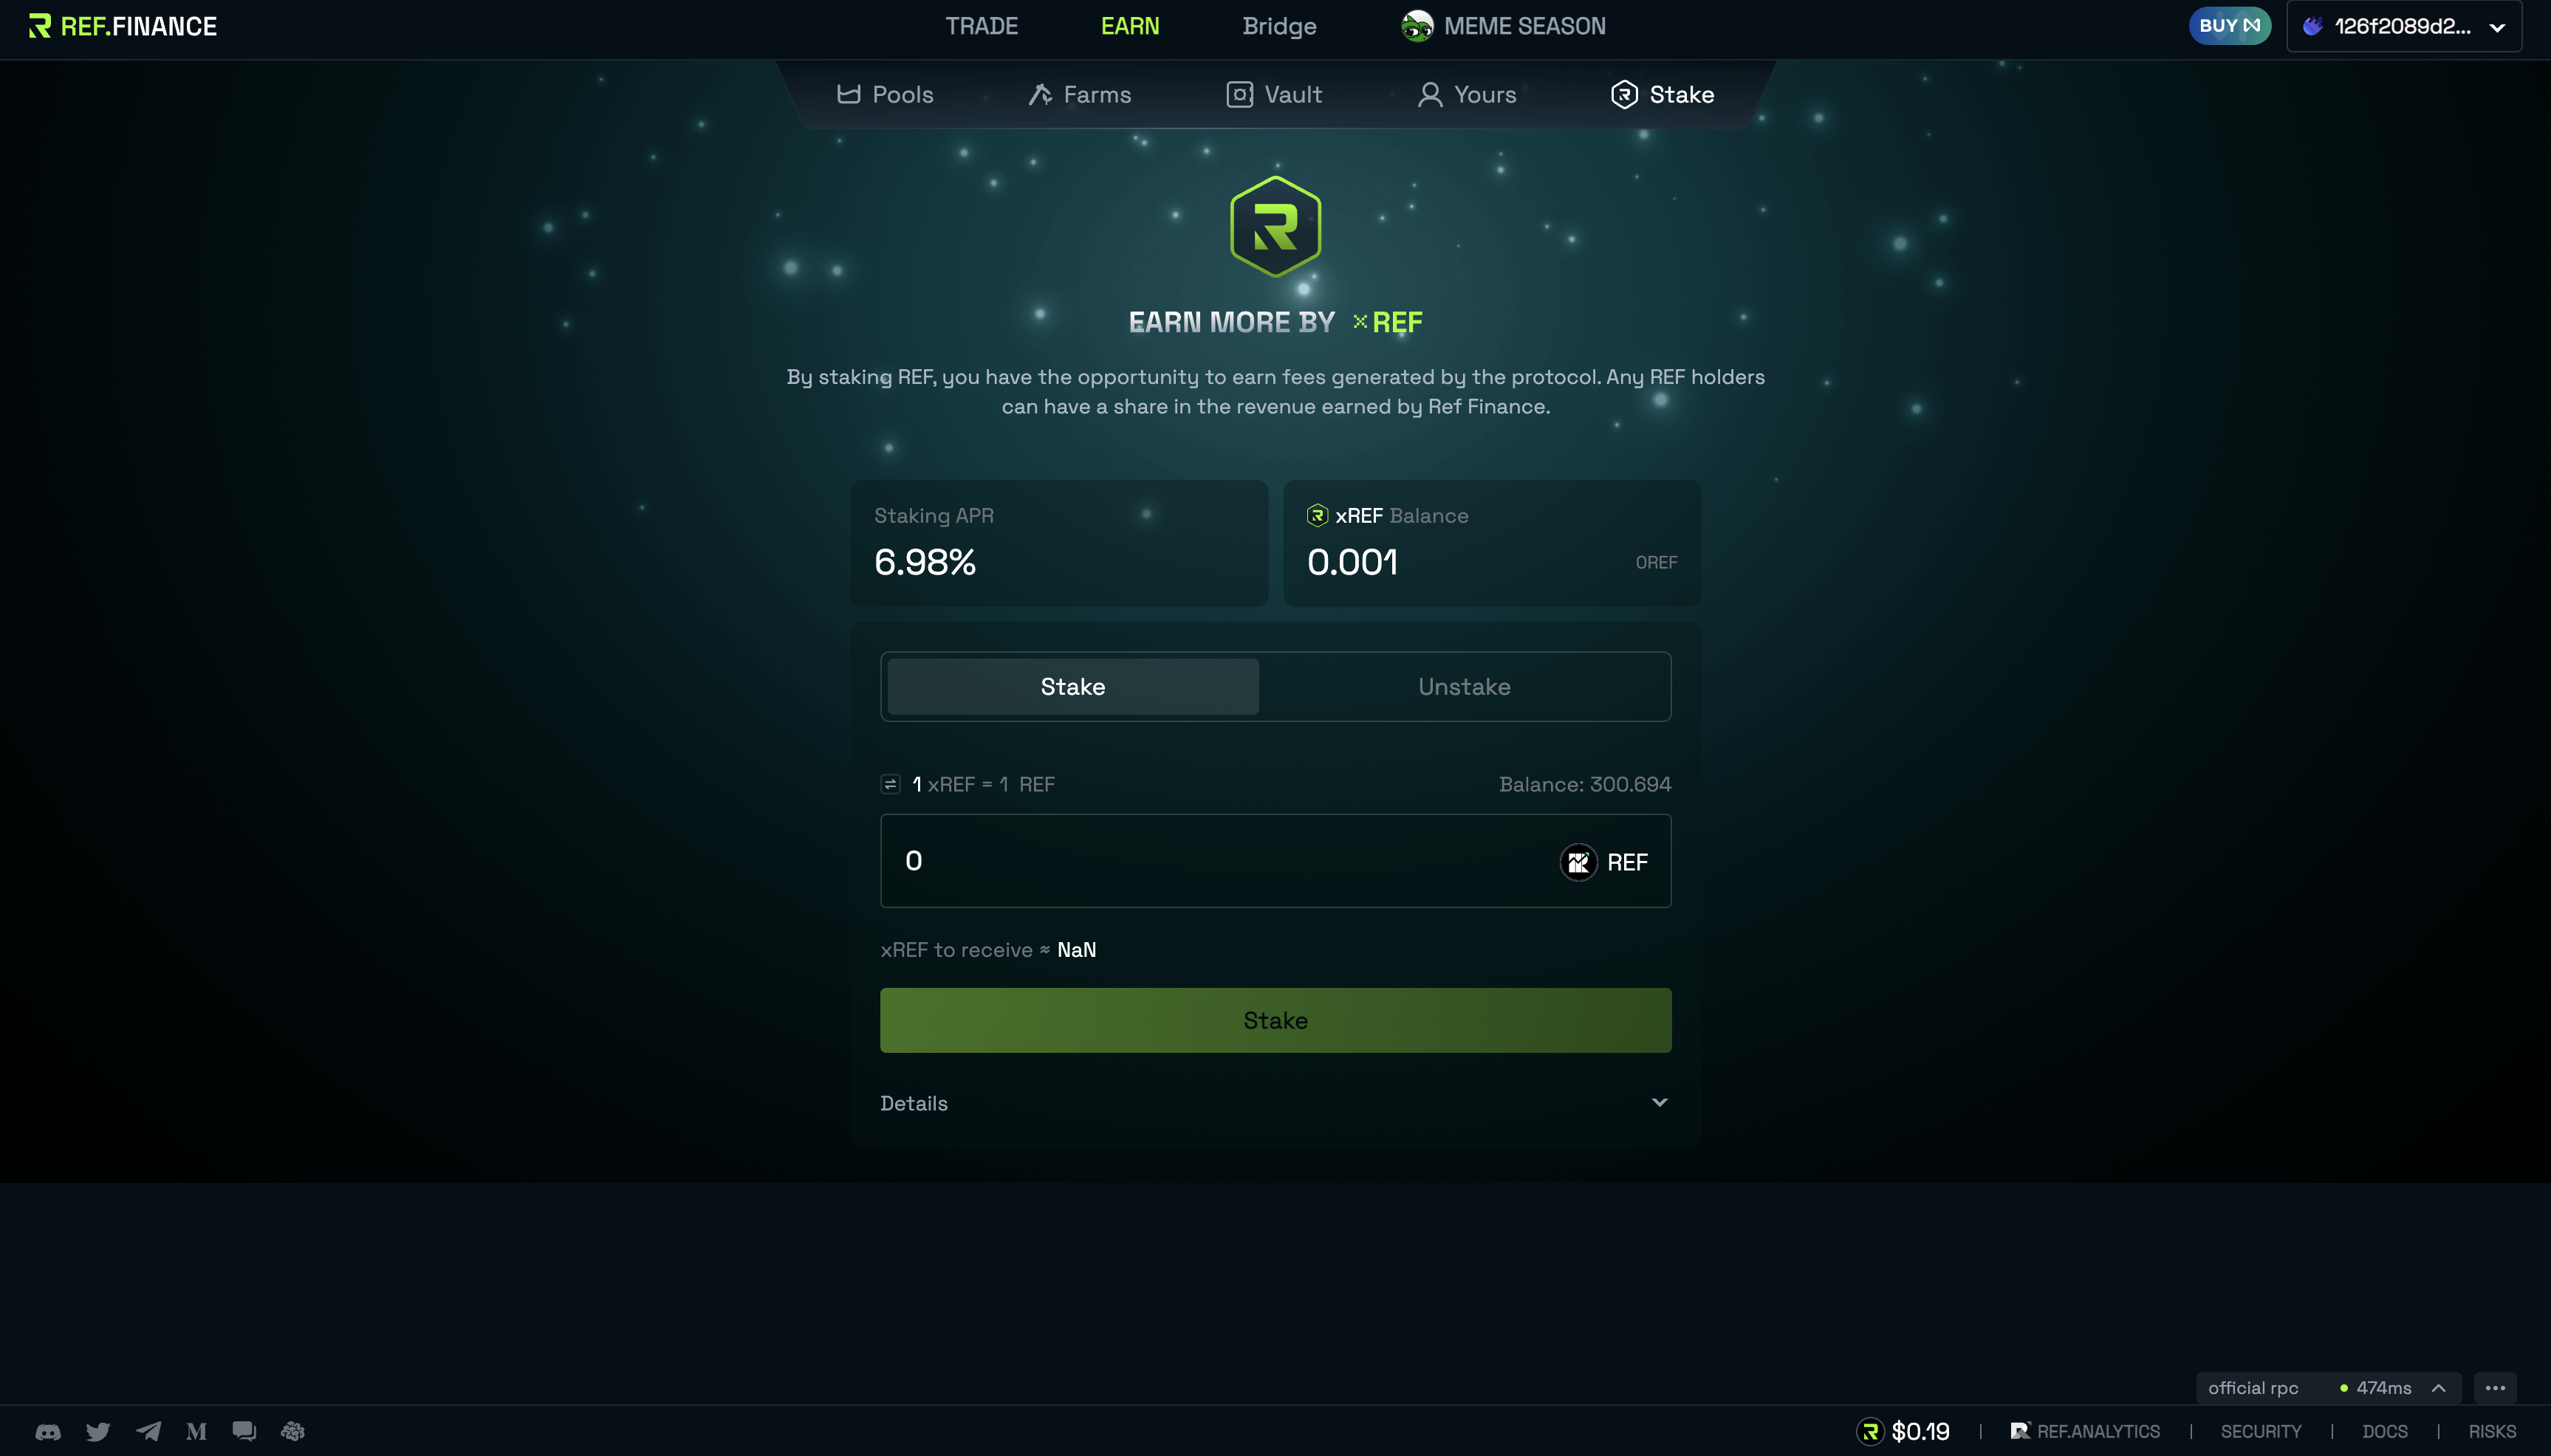 REF.FINANCE
TRADE
EARN
Bridge
MEME SEASON
BUY
126f2089d2...
Pools
Farms
Vault
Yours
Stake
EARN MORE BY xREF
By staking REF, you have the opportunity to earn fees generated by the protocol. Any REF holders
can have a share in the revenue earned by Ref Finance.
Staking APR
6.98%
xREF Balance
0.001
0REF
Stake
Unstake
1 xREF = 1 REF
Balance: 300.694
0
REF
xREF to receive ≈ NaN
Stake
Details
official rpc
474ms
$0.19
REF.ANALYTICS
SECURITY
DOCS
RISKS